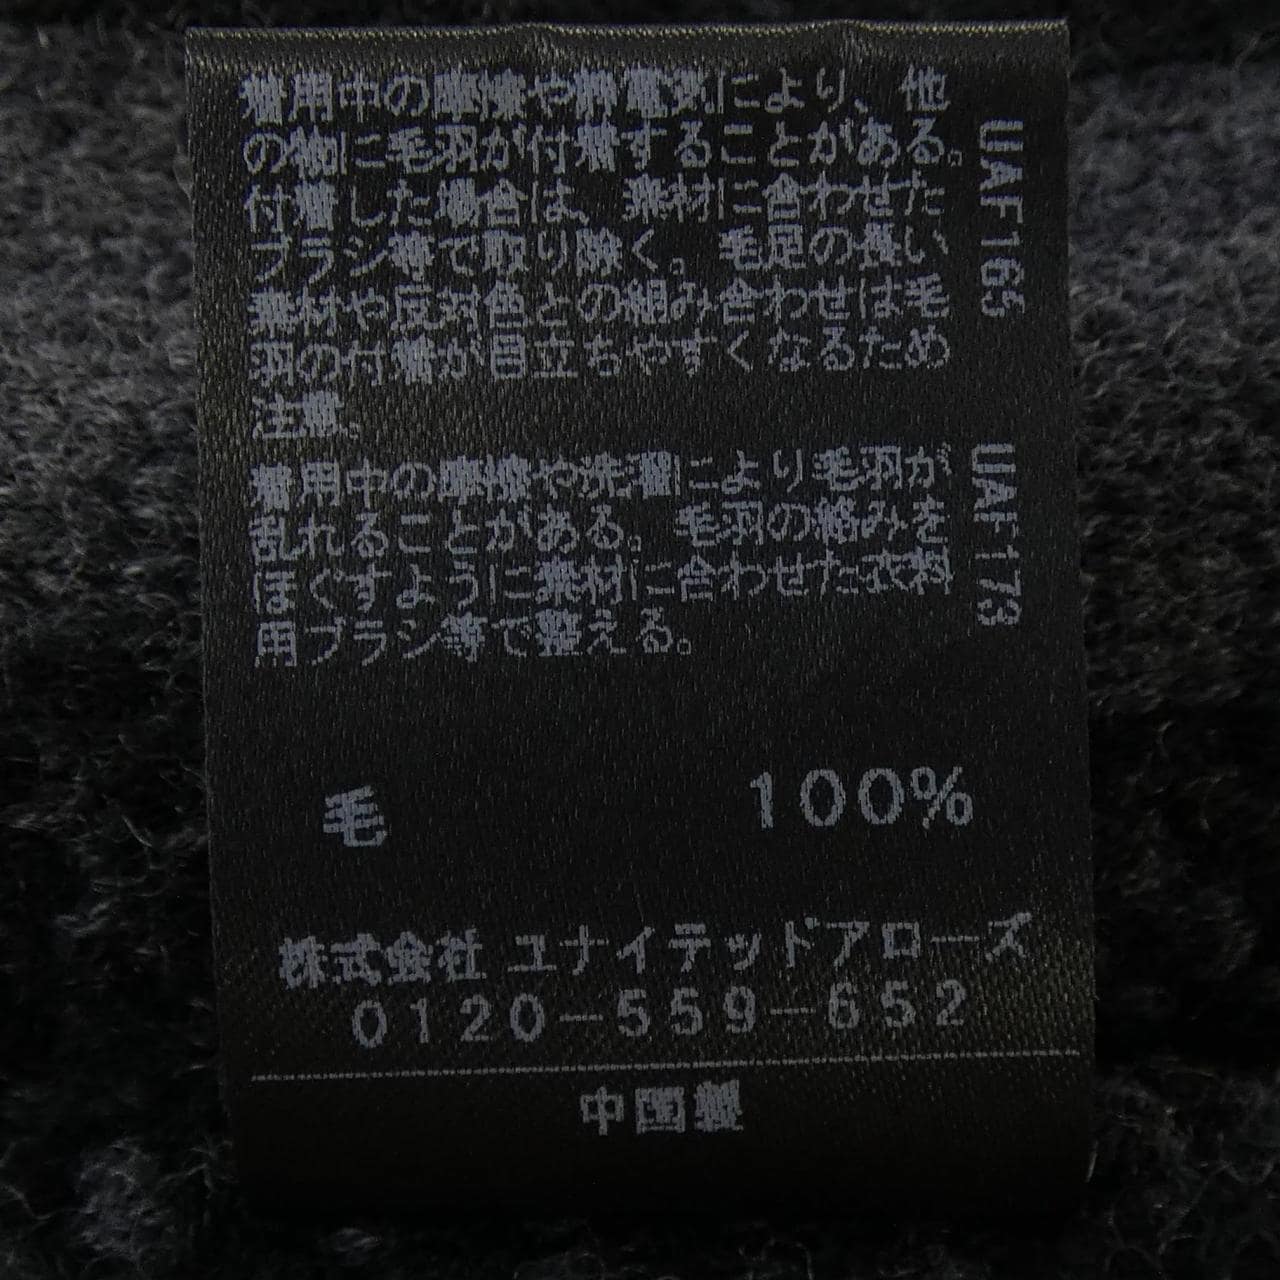 着用中の摩擦や静電気により、他
の物に毛羽が付着することがある。
付着した場合は、素材に合わせた
ブラシ等で取り除く。毛足の長い
素材や反対色との組み合わせは毛
羽の付着が目立ちやすくなるため
注意。
UAF165
着用中の摩擦や洗濯により毛羽が
乱れることがある。毛羽の絡みを
ほぐすように素材に合わせた衣料
用ブラシ等で整える。
UAF173
毛 100%
株式会社 ユナイテッドアローズ
0120-559-652
中国製